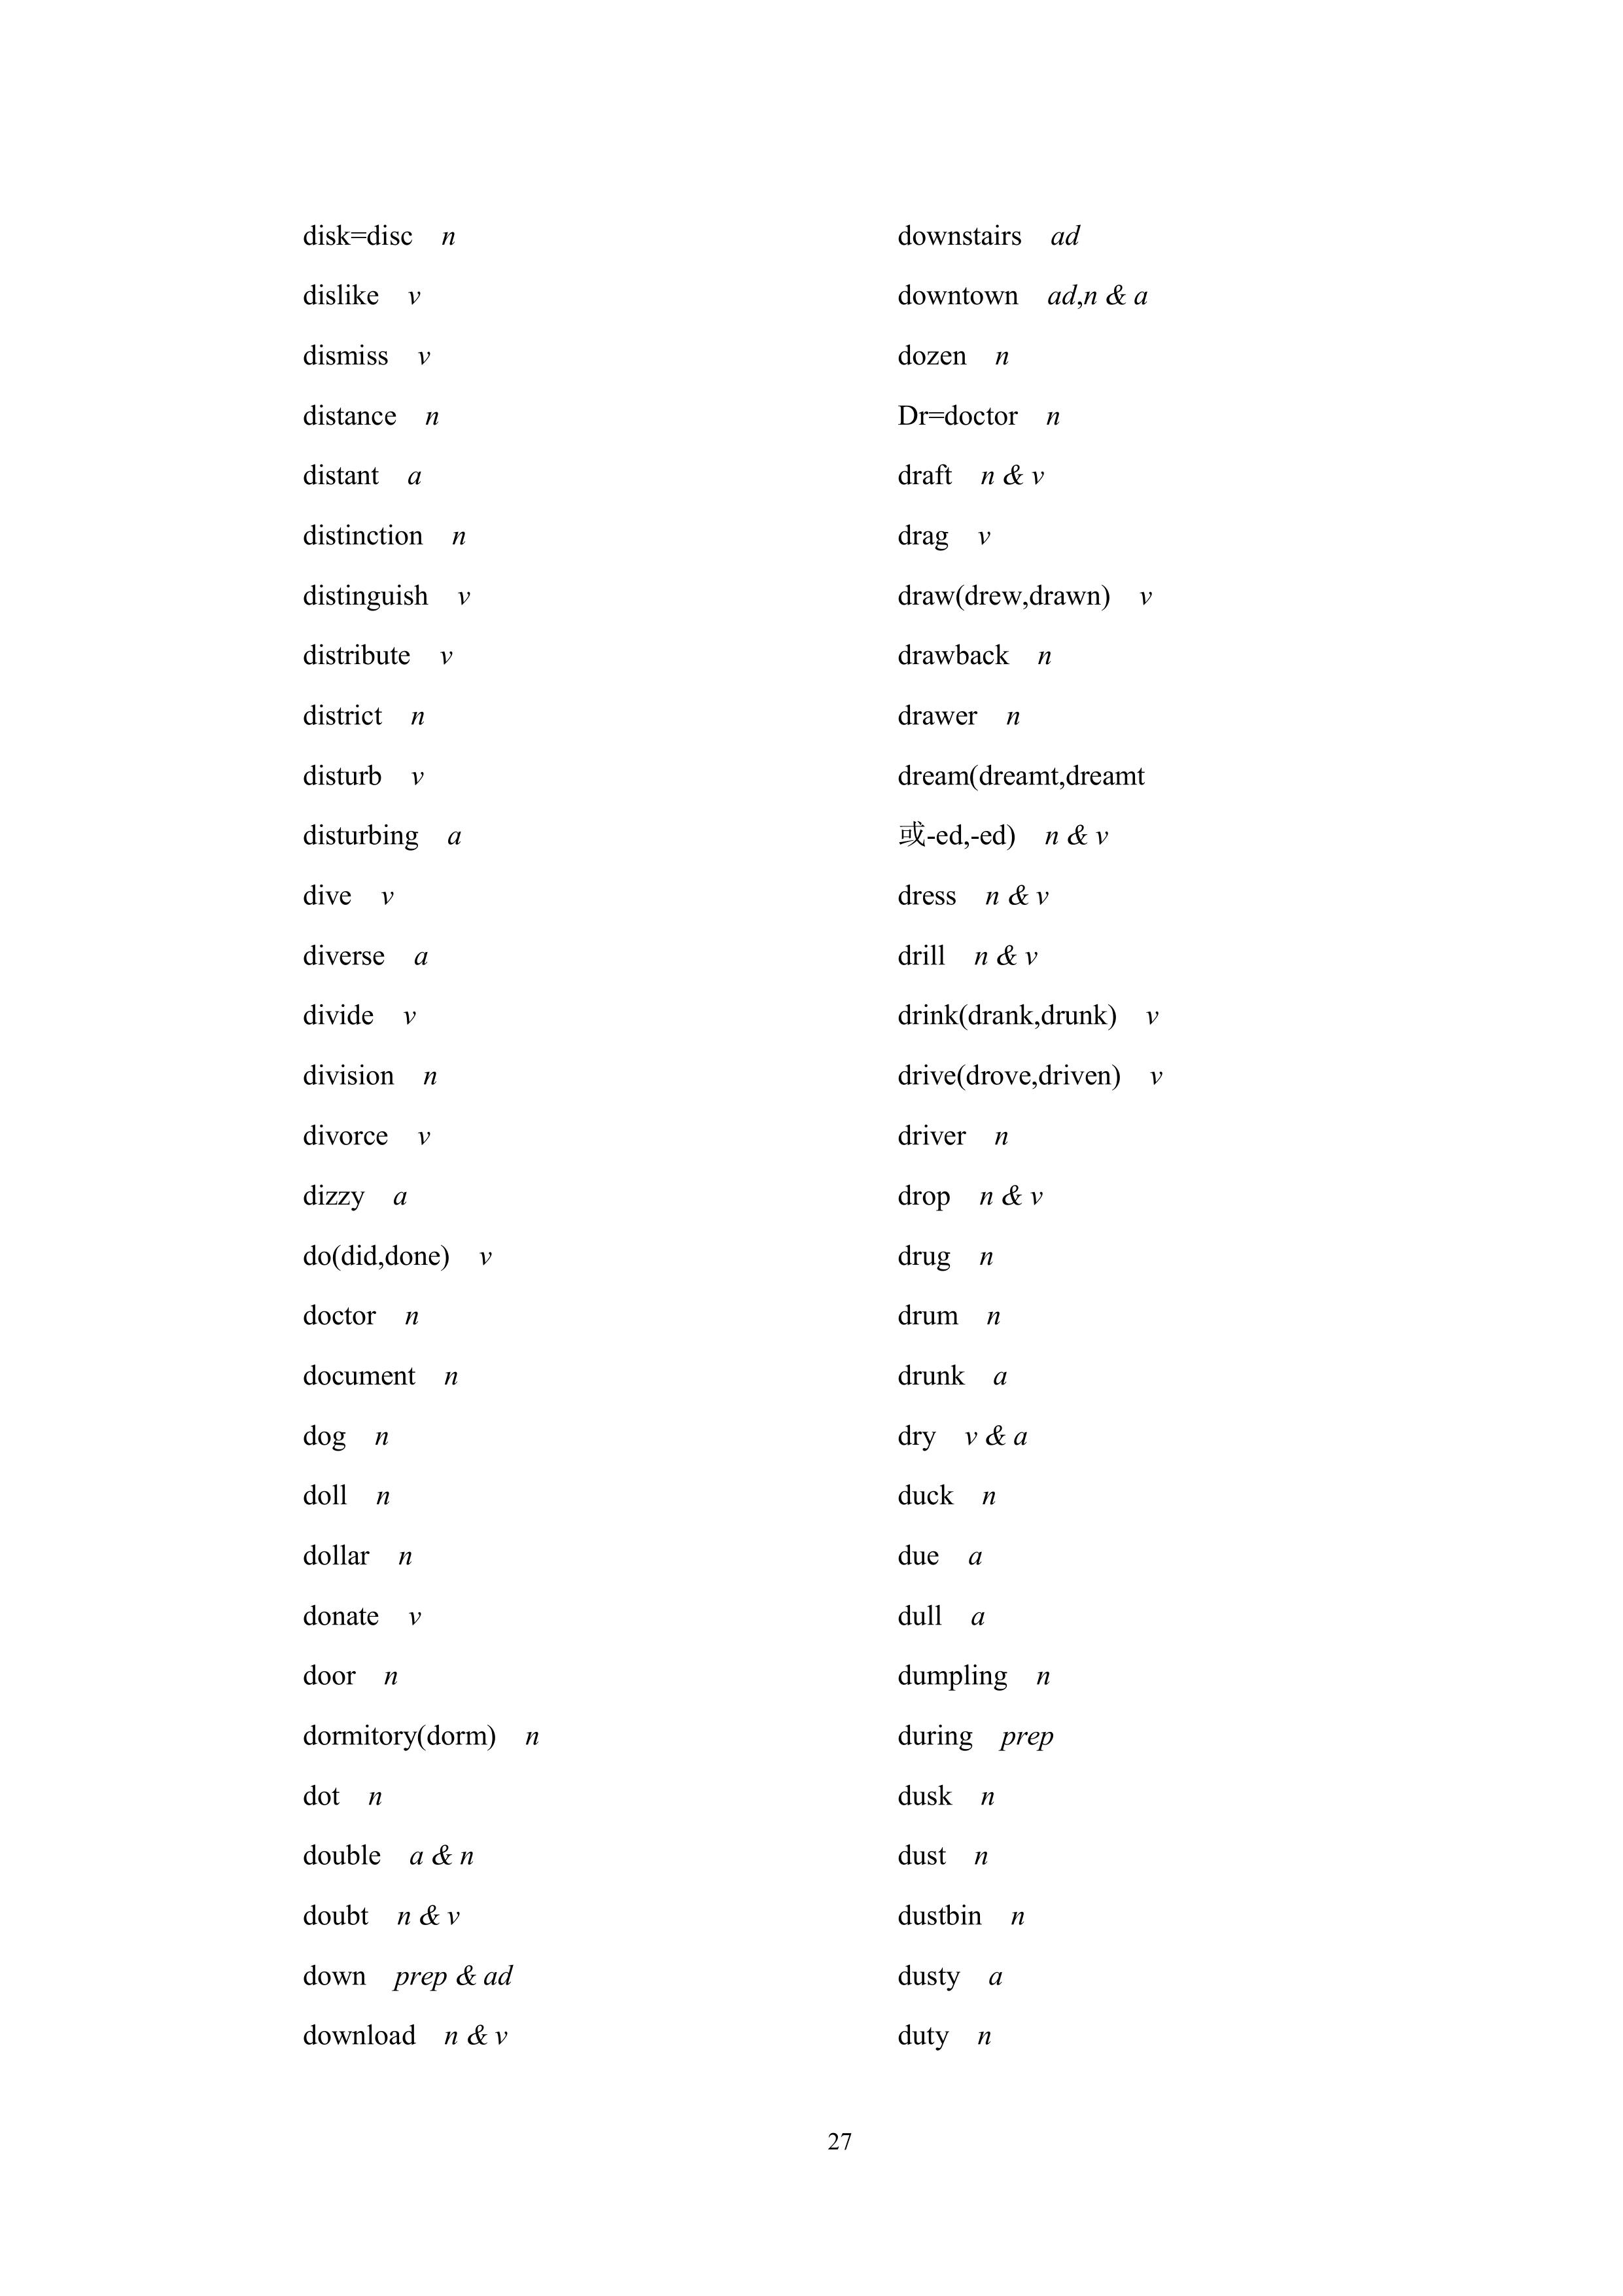 disk=disc n
dislike v
dismiss v
distance n
distant a
distinction n
distinguish v
distribute v
district n
disturb v
disturbing a
dive v
diverse a
divide v
division n
divorce v
dizzy a
do(did,done) v
doctor n
document n
dog n
doll n
dollar n
donate v
door n
dormitory(dorm) n
dot n
double a & n
doubt n & v
down prep & ad
download n & v
downstairs ad
downtown ad,n & a
dozen n
Dr=doctor n
draft n & v
drag v
draw(drew,drawn) v
drawback n
drawer n
dream(dreamt,dreamt
或-ed,-ed) n & v
dress n & v
drill n & v
drink(drank,drunk) v
drive(drove,driven) v
driver n
drop n & v
drug n
drum n
drunk a
dry v & a
duck n
due a
dull a
dumpling n
during prep
dusk n
dust n
dustbin n
dusty a
duty n
27